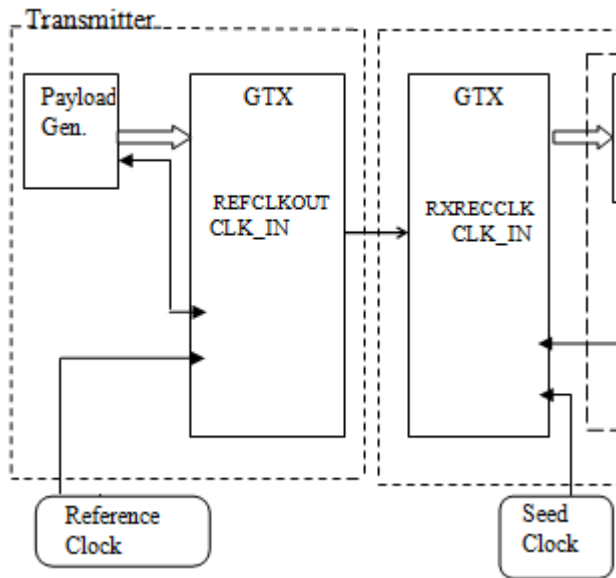 Transmitter
Payload
Gen.
GTX
REFCLKOUT
CLK_IN
GTX
RXRECCLK
CLK_IN
Reference
Clock
Seed
Clock